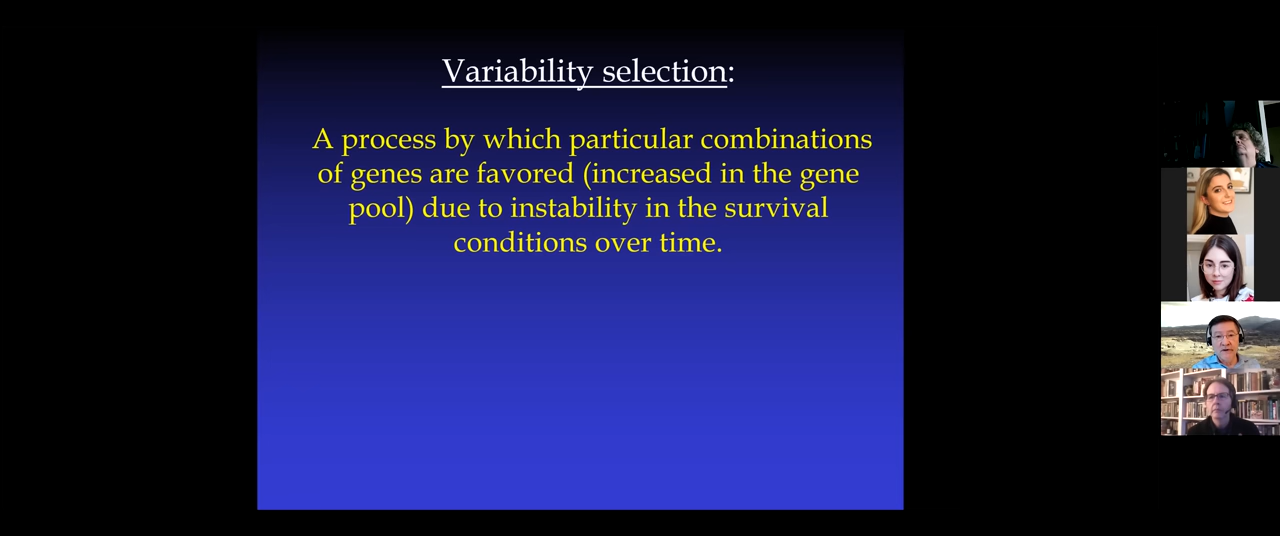 Variability selection:
A process by which particular combinations
of genes are favored (increased in the gene
pool) due to instability in the survival
conditions over time.